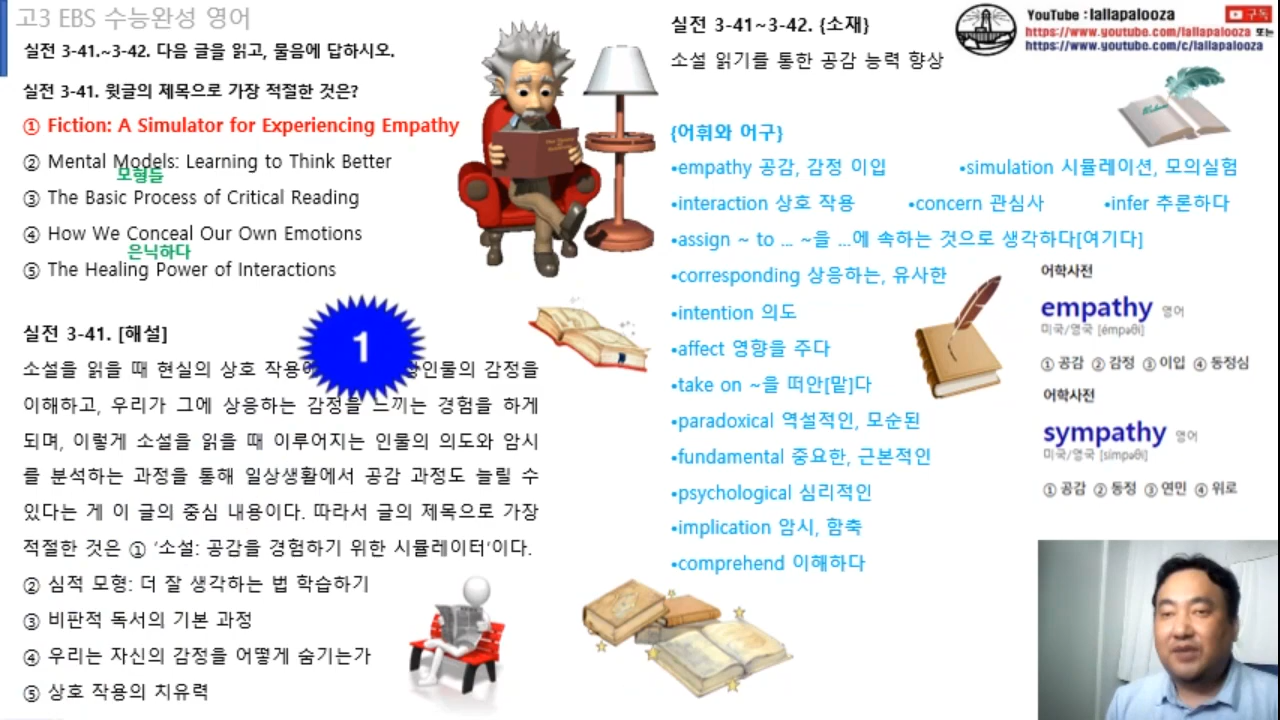 고3 EBS 수능완성 영어
실전 3-41.~3-42. 다음 글을 읽고, 물음에 답하시오.
실전 3-41. 윗글의 제목으로 가장 적절한 것은?
① Fiction: A Simulator for Experiencing Empathy
② Mental Models: Learning to Think Better
모형들
③ The Basic Process of Critical Reading
④ How We Conceal Our Own Emotions
은닉하다
⑤ The Healing Power of Interactions
실전 3-41. [해설]
1
소설을 읽을 때 현실의 상호 작용에 인물의 감정을
이해하고, 우리가 그에 상응하는 감정을 느끼는 경험을 하게
되며, 이렇게 소설을 읽을 때 이루어지는 인물의 의도와 암시
를 분석하는 과정을 통해 일상생활에서 공감 과정도 늘릴 수
있다는 게 이 글의 중심 내용이다. 따라서 글의 제목으로 가장
적절한 것은 ① ‘소설: 공감을 경험하기 위한 시뮬레이터’이다.
② 심적 모형: 더 잘 생각하는 법 학습하기
③ 비판적 독서의 기본 과정
④ 우리는 자신의 감정을 어떻게 숨기는가
⑤ 상호 작용의 치유력
실전 3-41~3-42. {소재}
소설 읽기를 통한 공감 능력 향상
YouTube : lallapalooza
구독
https://www.youtube.com/lallapalooza 또는
https://www.youtube.com/c/lallapalooza
{어휘와 어구}
•empathy 공감, 감정 이입 •simulation 시뮬레이션, 모의실험
•interaction 상호 작용 •concern 관심사 •infer 추론하다
•assign ~ to ... ~을 ...에 속하는 것으로 생각하다[여기다]
•corresponding 상응하는, 유사한
•intention 의도
•affect 영향을 주다
•take on ~을 떠안[맡]다
•paradoxical 역설적인, 모순된
•fundamental 중요한, 근본적인
•psychological 심리적인
•implication 암시, 함축
•comprehend 이해하다
어학사전
empathy 영어
미국/영국 [émpəθi]
① 공감 ② 감정 ③ 이입 ④ 동정심
어학사전
sympathy 영어
미국/영국 [símpəθi]
① 공감 ② 동정 ③ 연민 ④ 위로